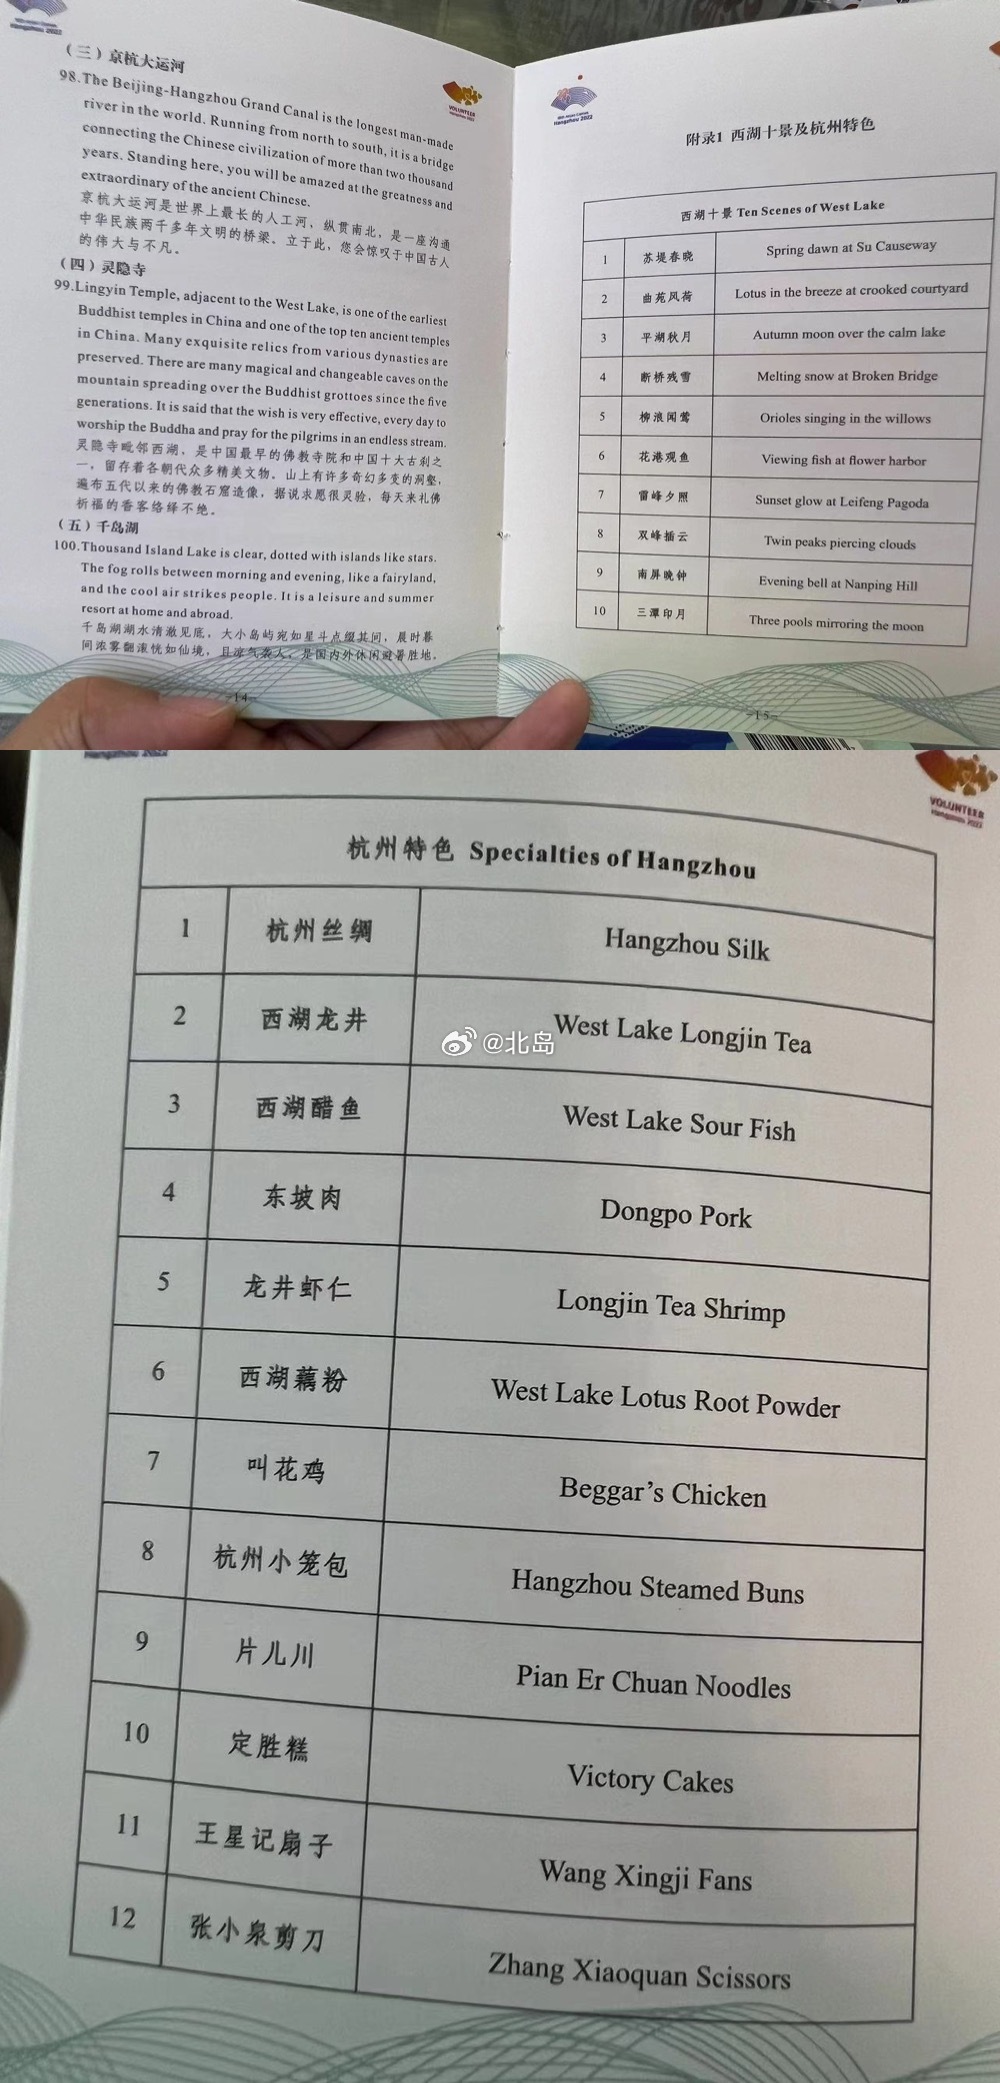 Hangzhou 2022
(三)京杭大运河
VOLUNTEER
98.The Beijing-Hangzhou Grand Canal is the longest man-made
river in the world. Running from north to south, it is a bridge
connecting the Chinese civilization of more than two thousand
years. Standing here, you will be amazed at the greatness and
extraordinary of the ancient Chinese.
京杭大运河是世界上最长的人工河，纵贯南北，是一座沟通
中华民族两千多年文明的桥梁。立于此，您会惊叹于中国古人
的伟大与不凡。
(四)灵隐寺
99.Lingyin Temple, adjacent to the West Lake, is one of the earliest
Buddhist temples in China and one of the top ten ancient temples
in China. Many exquisite relics from various dynasties are
preserved. There are many magical and changeable caves on the
mountain spreading over the Buddhist grottoes since the five
generations. It is said that the wish is very effective, every day to
worship the Buddha and pray for the pilgrims in an endless stream.
灵隐寺毗邻西湖，是中国最早的佛教寺院和中国十大古刹之
一，留存着各朝代众多精美文物。山上有许多奇幻多变的洞壑，
遍布五代以来的佛教石窟造像，据说求愿很灵验，每天来礼佛
祈福的香客络绎不绝。
(五)千岛湖
100.Thousand Island Lake is clear, dotted with islands like stars.
The fog rolls between morning and evening, like a fairyland,
and the cool air strikes people. It is a leisure and summer
resort at home and abroad.
千岛湖湖水清澈见底，大小岛屿宛如星斗点缀其间，晨时暮
间浓雾翻滚恍如仙境，且凉气袭人，是国内外休闲避暑胜地。
-14-
Hangzhou 2022
附录1 西湖十景及杭州特色
西湖十景 Ten Scenes of West Lake
1 苏堤春晓 Spring dawn at Su Causeway
2 曲苑风荷 Lotus in the breeze at crooked courtyard
3 平湖秋月 Autumn moon over the calm lake
4 断桥残雪 Melting snow at Broken Bridge
5 柳浪闻莺 Orioles singing in the willows
6 花港观鱼 Viewing fish at flower harbor
7 雷峰夕照 Sunset glow at Leifeng Pagoda
8 双峰插云 Twin peaks piercing clouds
9 南屏晚钟 Evening bell at Nanping Hill
10 三潭印月 Three pools mirroring the moon
-15-
VOLUNTEER
Hangzhou 2022
杭州特色 Specialties of Hangzhou
1 杭州丝绸 Hangzhou Silk
2 西湖龙井 West Lake Longjin Tea
@北岛
3 西湖醋鱼 West Lake Sour Fish
4 东坡肉 Dongpo Pork
5 龙井虾仁 Longjin Tea Shrimp
6 西湖藕粉 West Lake Lotus Root Powder
7 叫花鸡 Beggar's Chicken
8 杭州小笼包 Hangzhou Steamed Buns
9 片儿川 Pian Er Chuan Noodles
10 定胜糕 Victory Cakes
11 王星记扇子 Wang Xingji Fans
12 张小泉剪刀 Zhang Xiaoquan Scissors